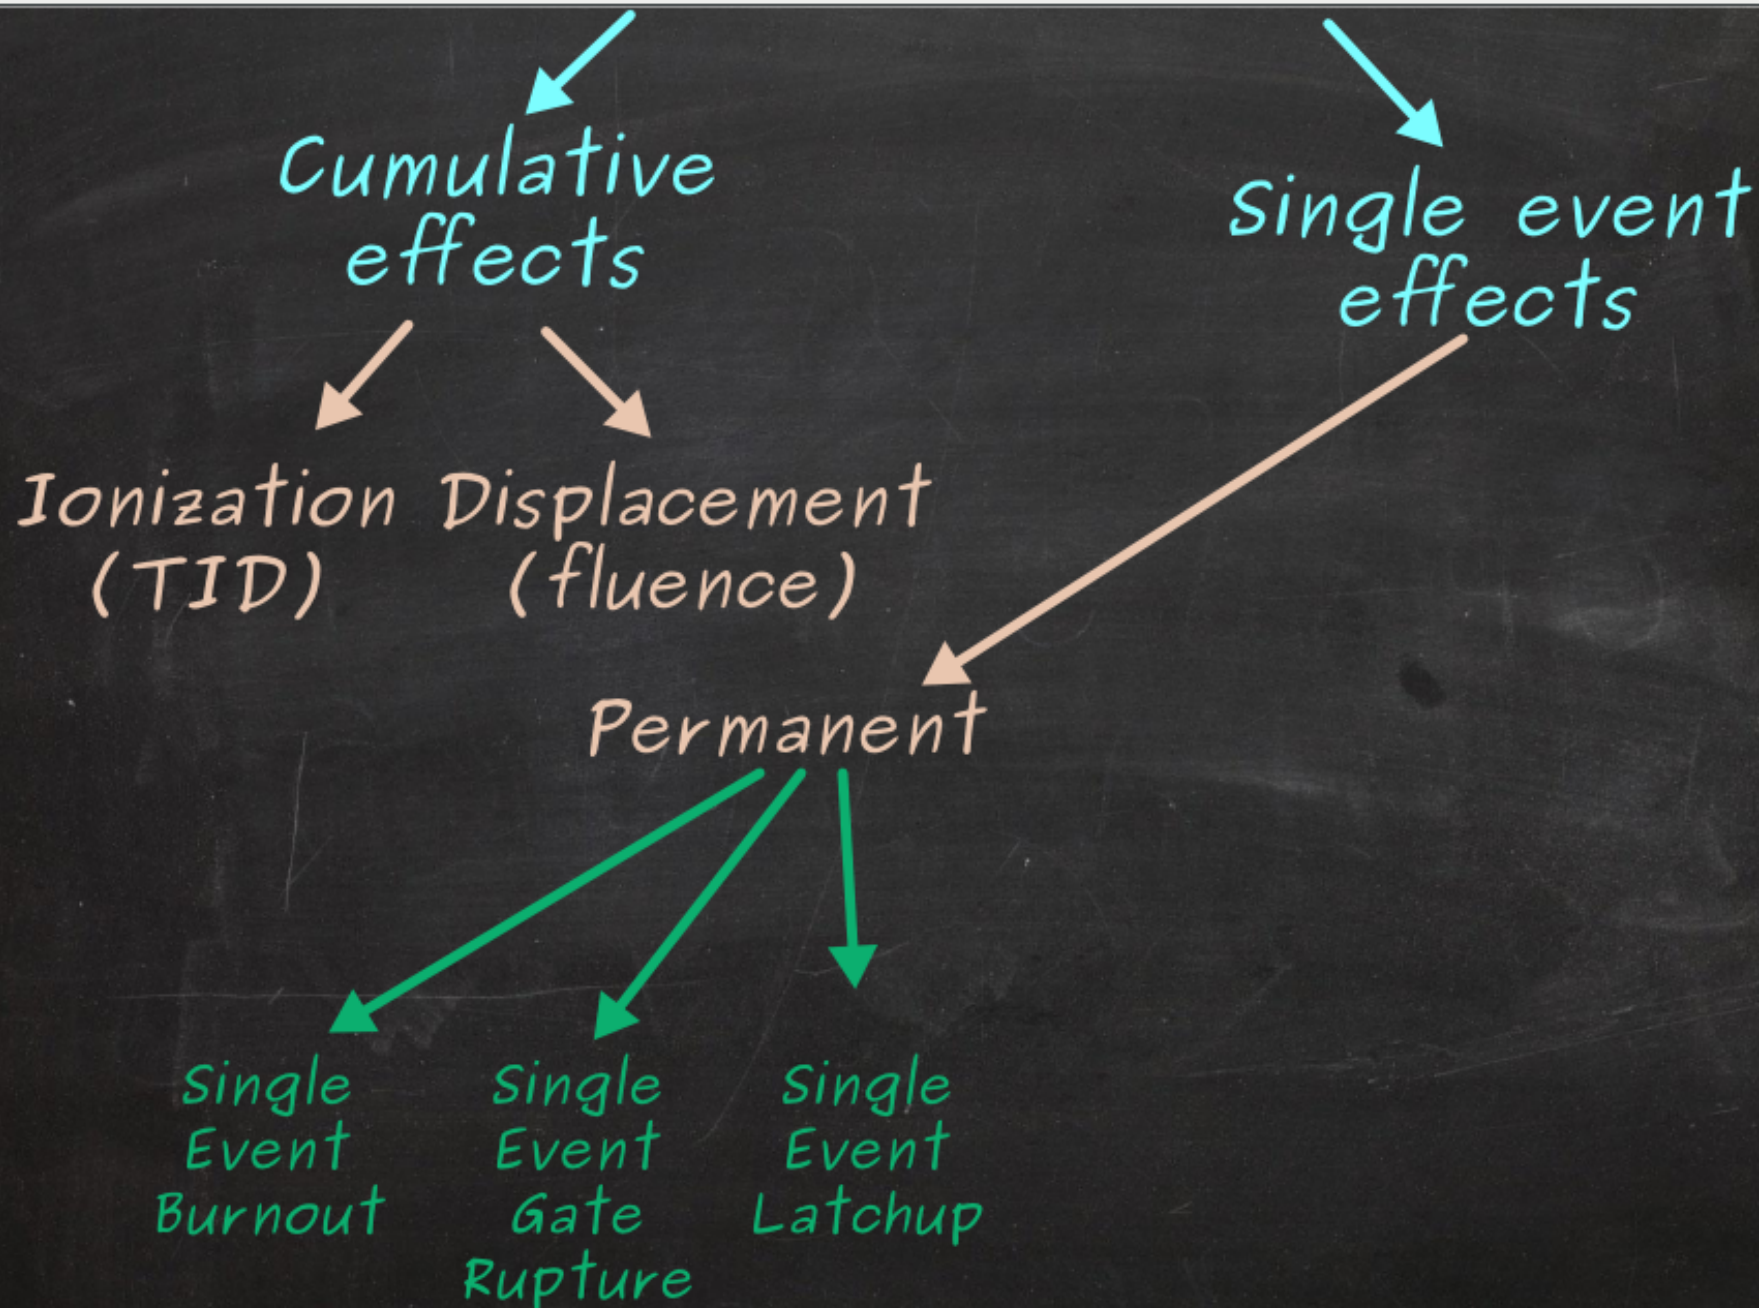 Cumulative
effects
Single event
effects
Ionization
(TID)
Displacement
(fluence)
Permanent
Single
Event
Burnout
Single
Event
Gate
Rupture
Single
Event
Latchup